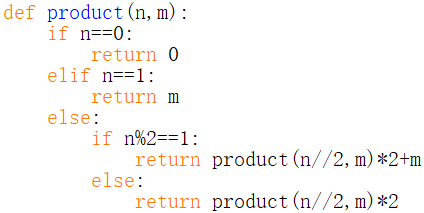 def product(n,m):
    if n==0:
        return 0
    elif n==1:
        return m
    else:
        if n%2==1:
            return product(n//2,m)*2+m
        else:
            return product(n//2,m)*2